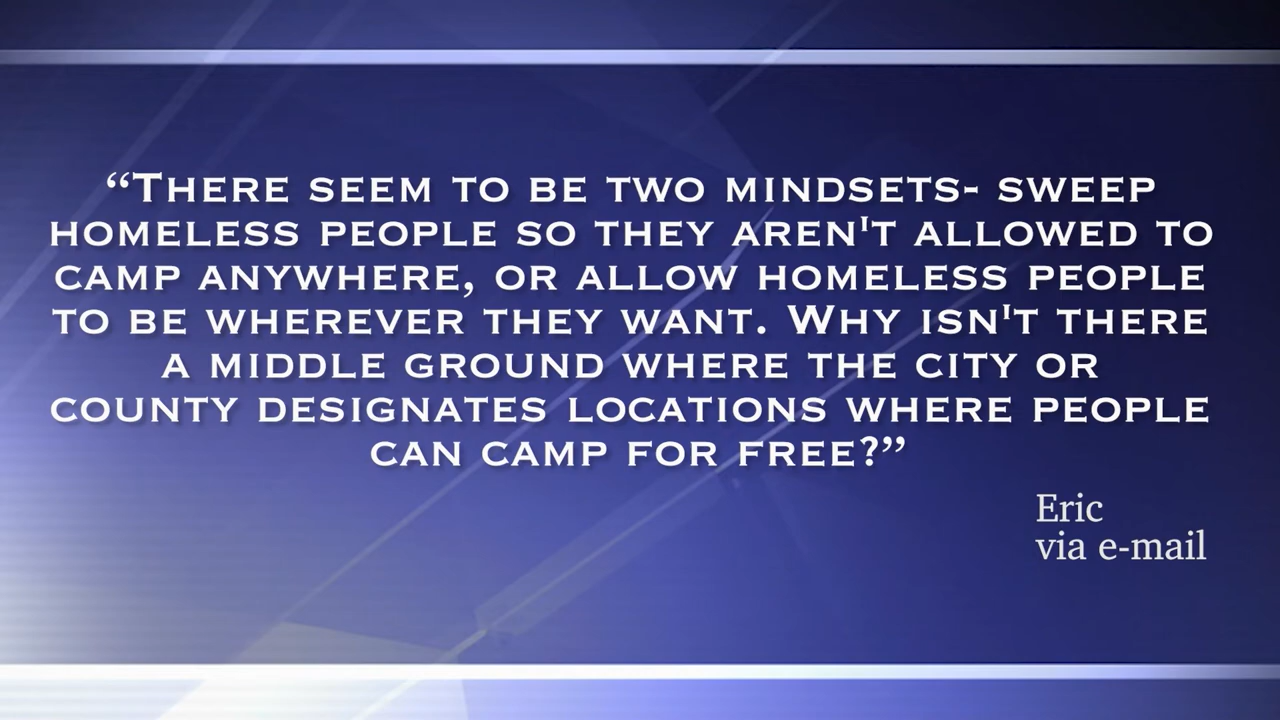 “There seem to be two mindsets- sweep
homeless people so they aren't allowed to
camp anywhere, or allow homeless people
to be wherever they want. Why isn't there
a middle ground where the city or
county designates locations where people
can camp for free?”
Eric
via e-mail